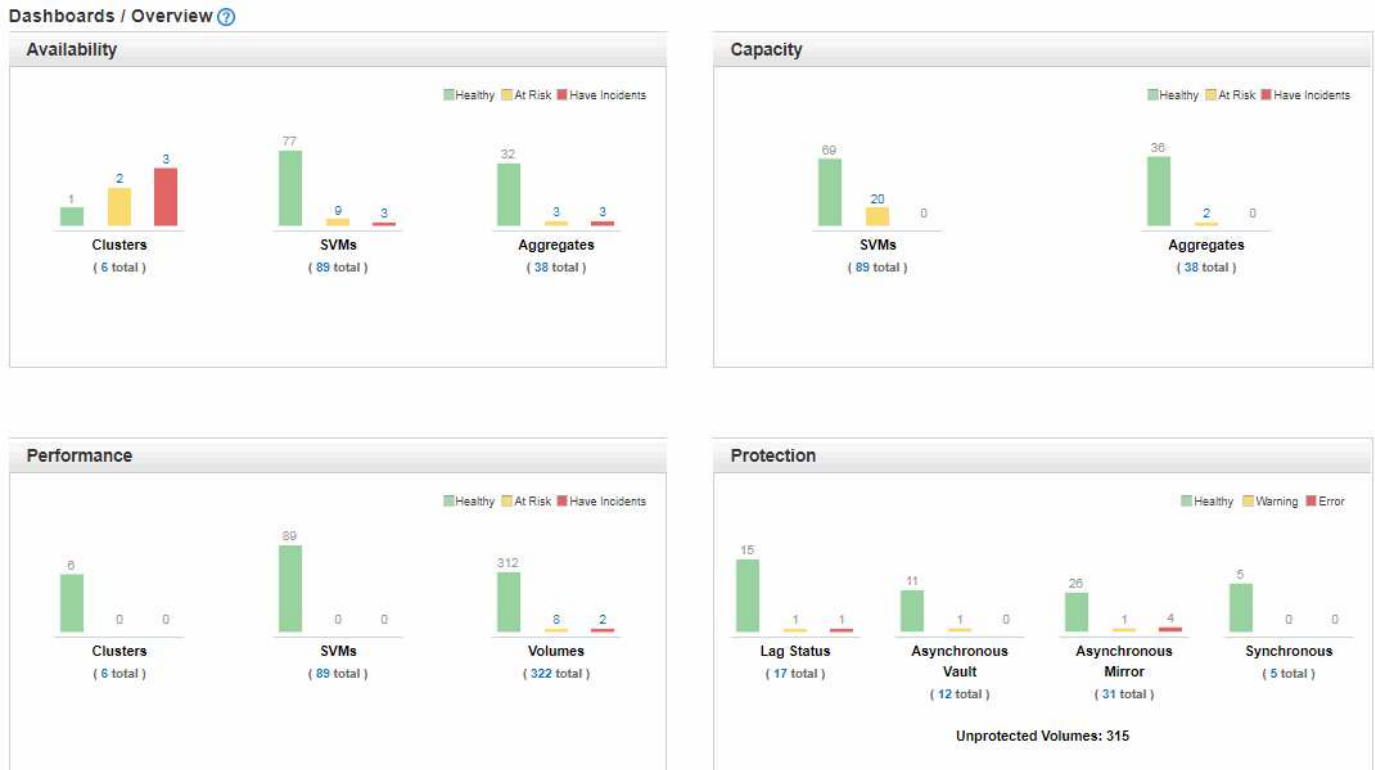 Dashboards / Overview ?
Availability
Healthy At Risk Have Incidents
1 2 3
Clusters
( 6 total )
77 9 3
SVMs
( 89 total )
32 3 3
Aggregates
( 38 total )
Capacity
Healthy At Risk Have Incidents
69 20 0
SVMs
( 89 total )
36 2 0
Aggregates
( 38 total )
Performance
Healthy At Risk Have Incidents
6 0 0
Clusters
( 6 total )
89 0 0
SVMs
( 89 total )
312 8 2
Volumes
( 322 total )
Protection
Healthy Warning Error
15 1 1
Lag Status
( 17 total )
11 1 0
Asynchronous
Vault
( 12 total )
26 1 4
Asynchronous
Mirror
( 31 total )
5 0 0
Synchronous
( 5 total )
Unprotected Volumes: 315